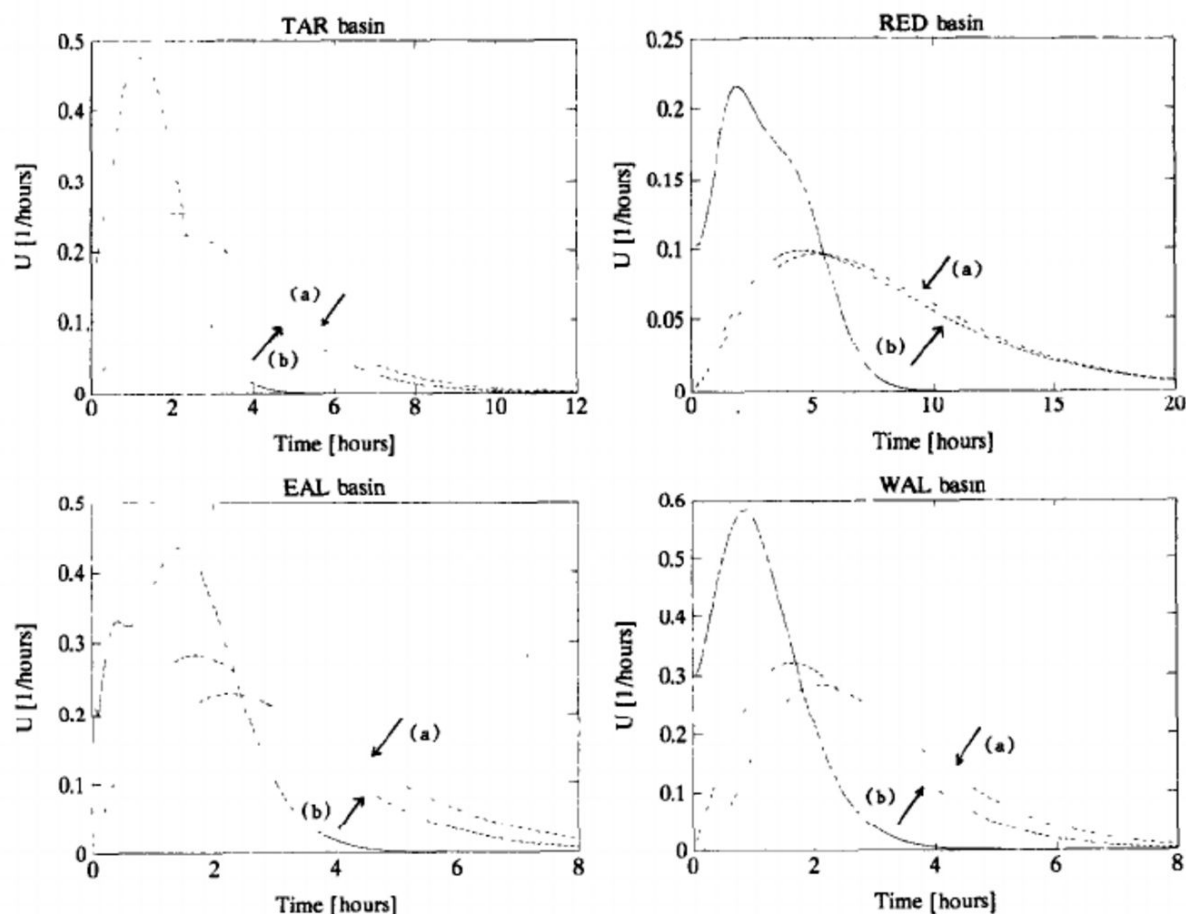 TAR basin
0.5
0.4
0.3
0.2
0.1
0
U [1/hours]
(a)
(b)
0 2 4 6 8 10 12
Time [hours]
RED basin
0.25
0.2
0.15
0.1
0.05
0
U [1/hours]
(a)
(b)
0 5 10 15 20
Time [hours]
EAL basin
0.5
0.4
0.3
0.2
0.1
0
U [1/hours]
(a)
(b)
0 2 4 6 8
Time [hours]
WAL basin
0.6
0.5
0.4
0.3
0.2
0.1
0
U [1/hours]
(a)
(b)
0 2 4 6 8
Time [hours]